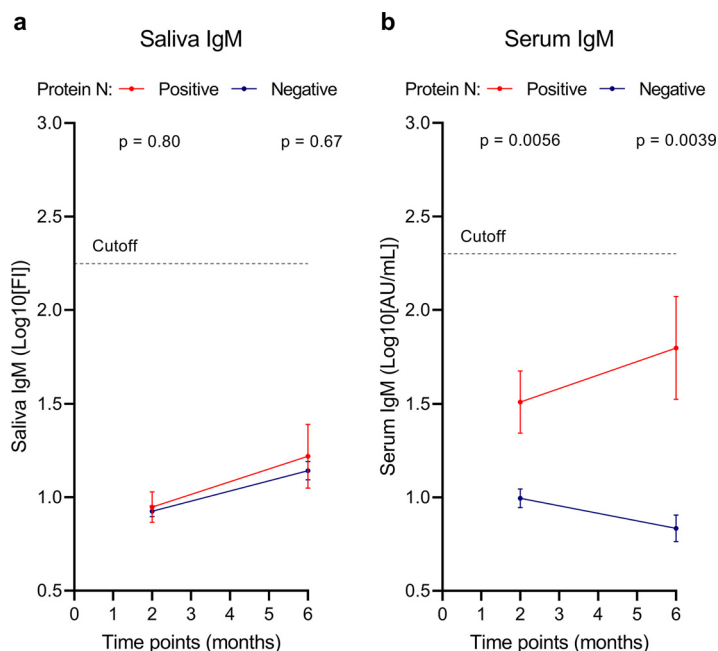 a
Saliva IgM
Protein N: Positive Negative
3.0
2.5
2.0
1.5
1.0
0.5
p = 0.80
p = 0.67
Cutoff
Saliva IgM (Log10[FI])
0 1 2 3 4 5 6
Time points (months)
b
Serum IgM
Protein N: Positive Negative
3.0
2.5
2.0
1.5
1.0
0.5
p = 0.0056
p = 0.0039
Cutoff
Serum IgM (Log10[AU/mL])
0 1 2 3 4 5 6
Time points (months)